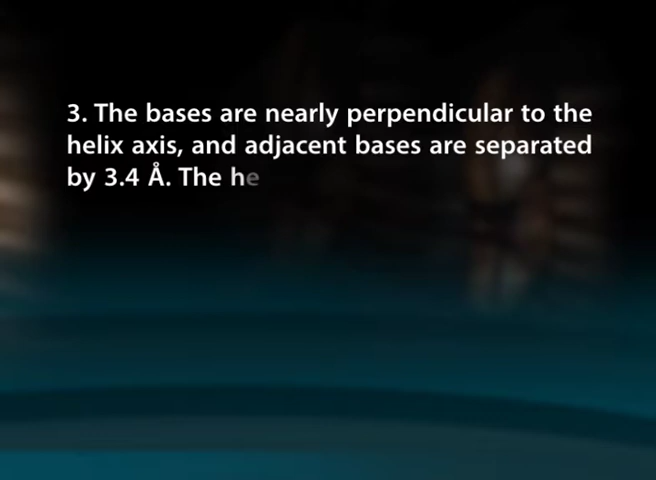 3. The bases are nearly perpendicular to the
helix axis, and adjacent bases are separated
by 3.4 Å. The he